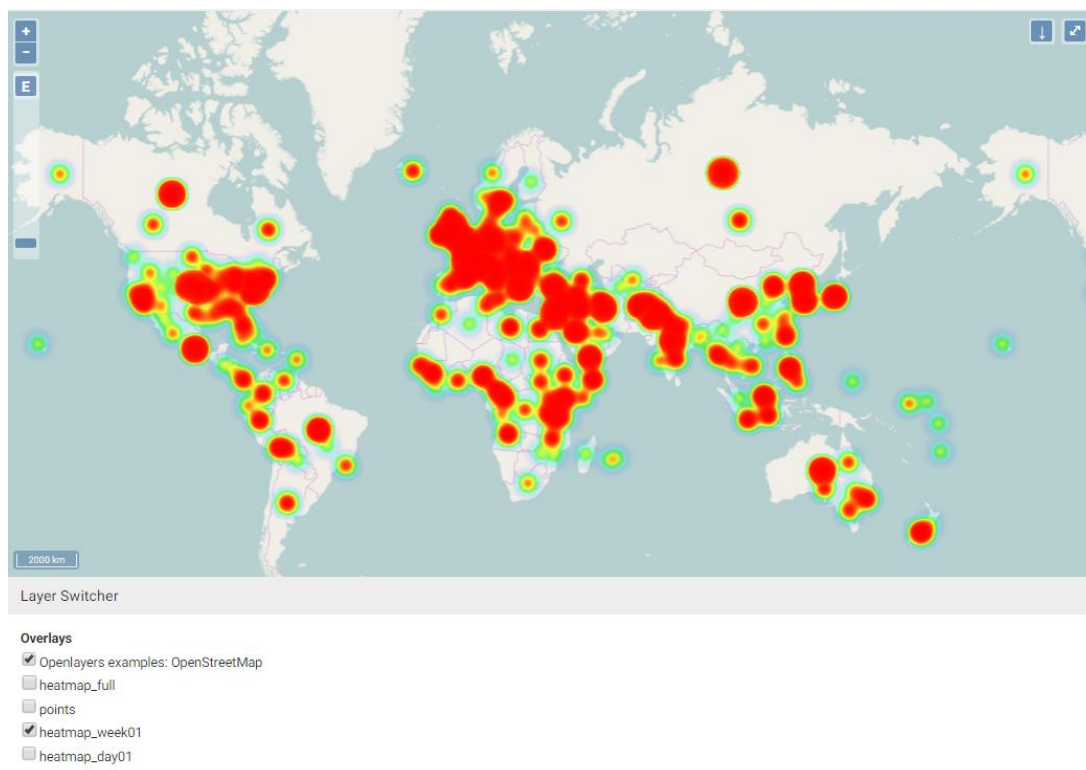 +
−
E
↓
2000 km
Layer Switcher
Overlays
Openlayers examples: OpenStreetMap
heatmap_full
points
heatmap_week01
heatmap_day01